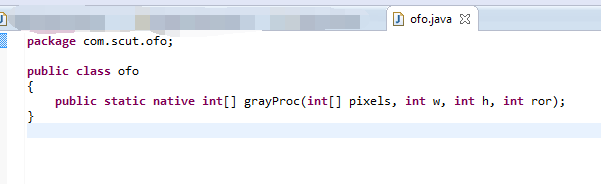 ofo.java
package com.scut.ofo;
public class ofo
{
public static native int[] grayProc(int[] pixels, int w, int h, int ror);
}